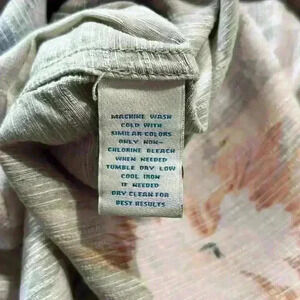 MACHINE WASH
COLD WITH
SIMILAR COLORS
ONLY NON-
CHLORINE BLEACH
WHEN NEEDED
TUMBLE DRY LOW
COOL IRON
IF NEEDED
DRY CLEAN FOR
BEST RESULTS